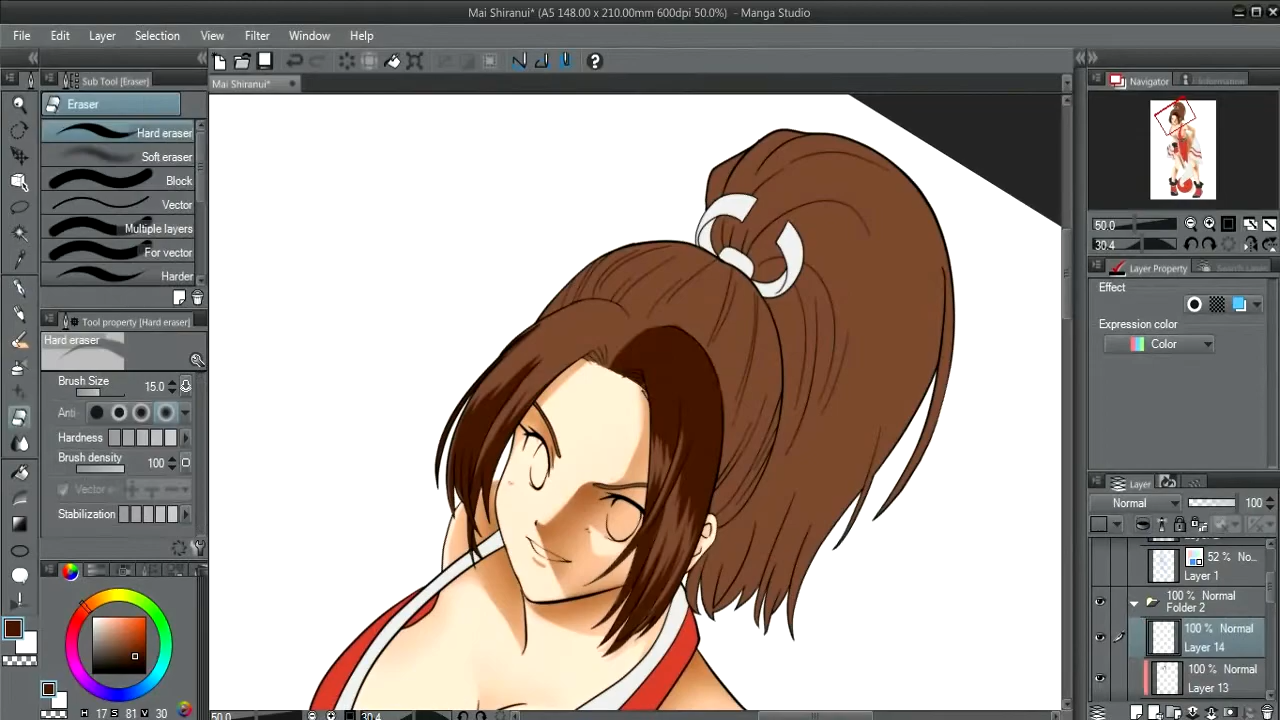 Mai Shiranui* (A5 148.00 x 210.00mm 600dpi 50.0%) - Manga Studio
File Edit Layer Selection View Filter Window Help
Sub Tool [Eraser]
Mai Shiranui*
Navigator
Information
Eraser
Hard eraser
Soft eraser
Block
Vector
Multiple layers
For vector
Harder
Tool property [Hard eraser]
Hard eraser
Brush Size 15.0
Anti
Hardness
Brush density 100
Vector
Stabilization
H 17 S 81 V 30
50.0 30.4
50.0
30.4
Layer Property
Search Layer
Effect
Expression color
Color
Layer
Normal 100
52 % No...
Layer 1
100 % Normal
Folder 2
100 % Normal
Layer 14
100 % Normal
Layer 13